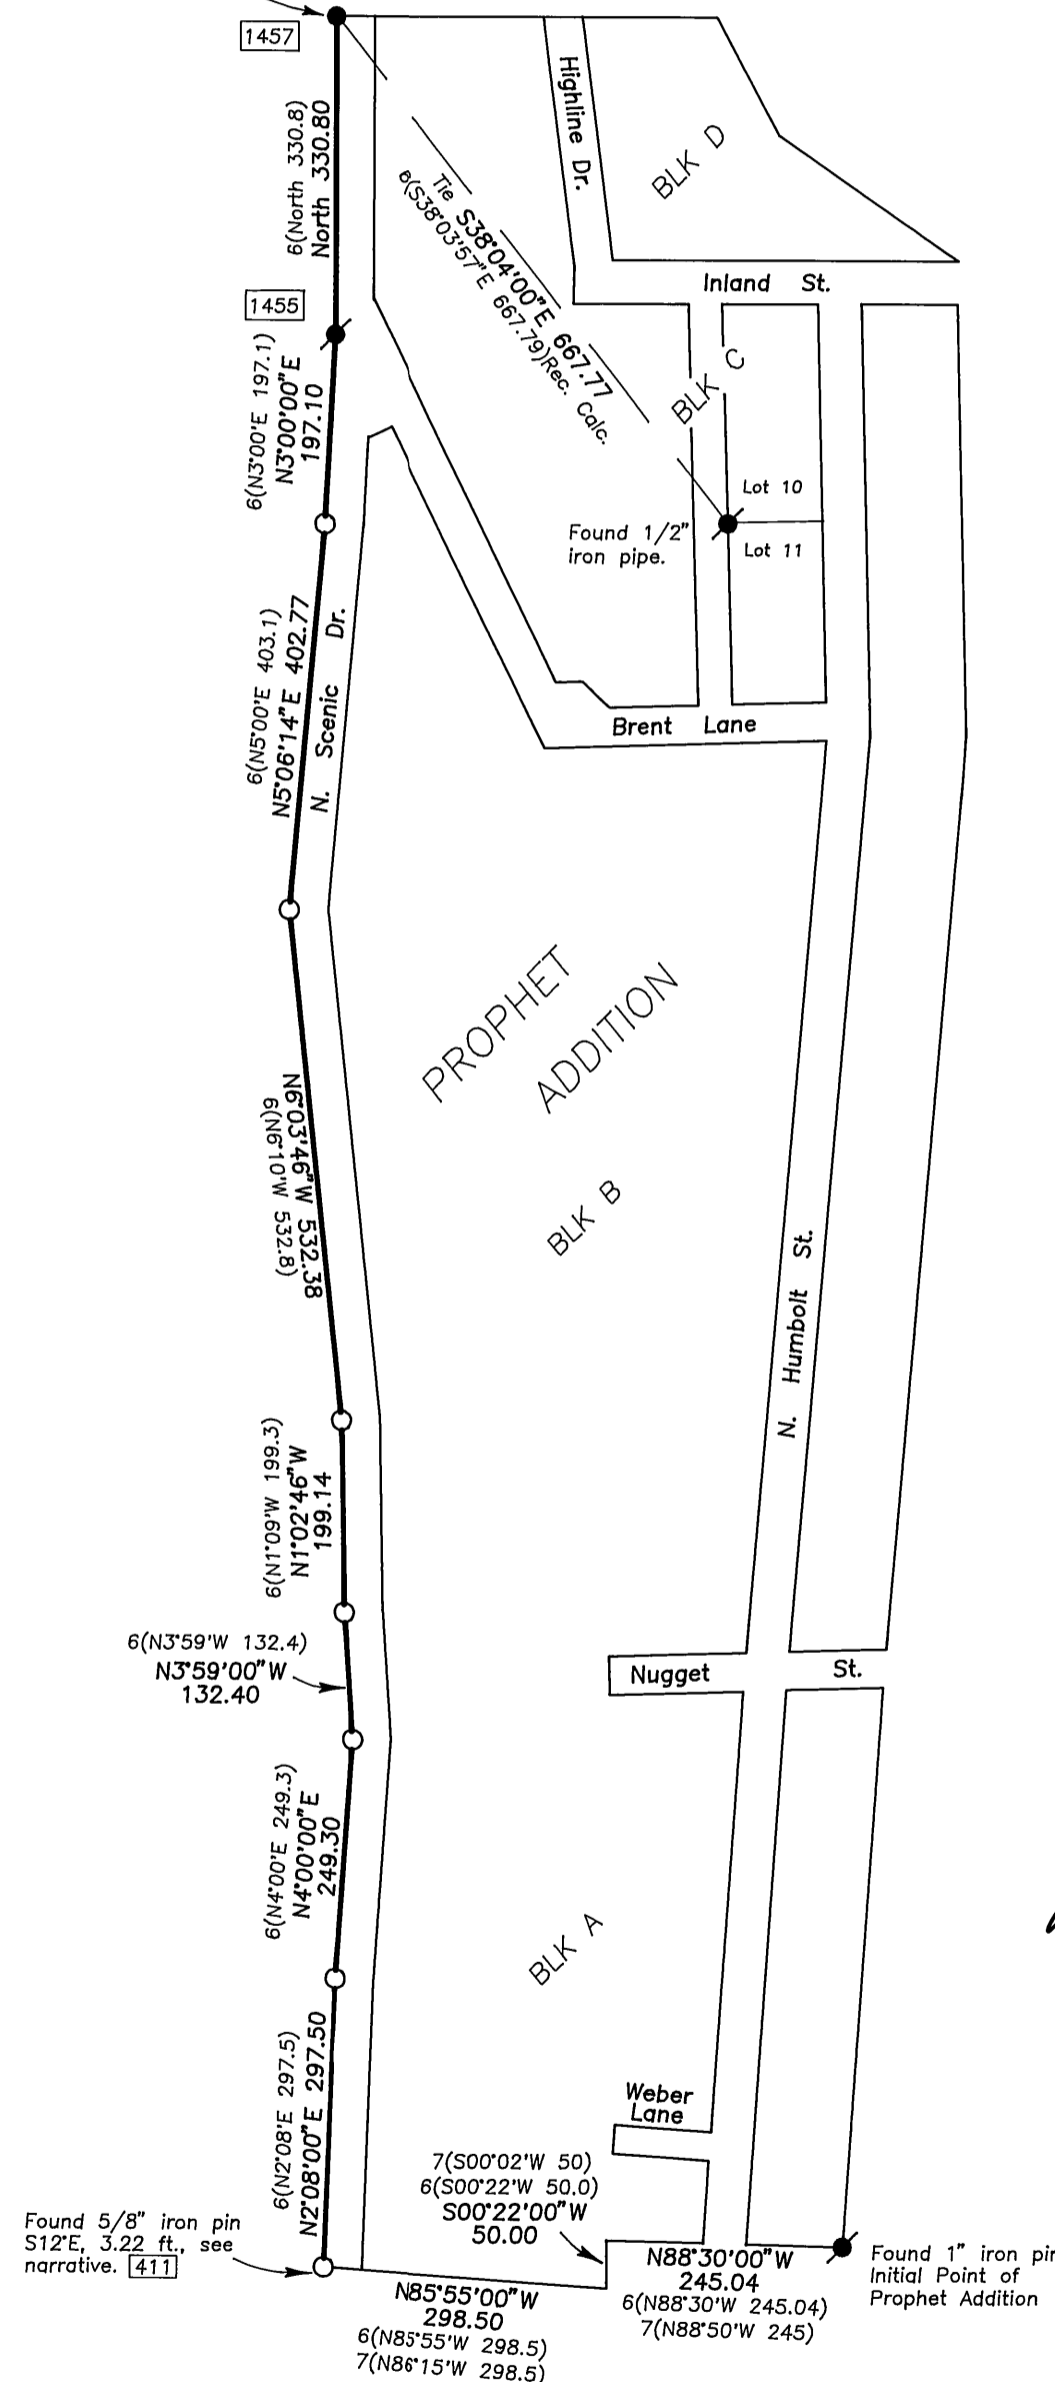 1457
6(North 330.8)
North 330.80
Highline Dr.
BLK D
Tie S38°04'00"E 667.77
8(S38°03'57"E 667.79)Rec. Calc.
Inland St.
1455
6(N3°00'E 197.1)
N3°00'00"E
197.10
BLK C
Lot 10
Found 1/2"
iron pipe.
Lot 11
6(N5°00'E 403.1)
N5°06'14"E 402.77
N. Scenic Dr.
Brent Lane
PROPHET
ADDITION
N6°03'46"W 532.38
6(N6°10'W 532.8)
BLK B
N. Humbolt St.
6(N1°09'W 199.3)
N1°02'46"W
199.14
6(N3°59'W 132.4)
N3°59'00"W
132.40
Nugget St.
6(N4°00'E 249.3)
N4°00'00"E
249.30
BLK A
6(N2°08'E 297.5)
N2°08'00"E 297.50
Weber
Lane
7(S00°02'W 50)
6(S00°22'W 50.0)
S00°22'00"W
50.00
Found 5/8" iron pin
S12°E, 3.22 ft., see
narrative. 411
N88°30'00"W
245.04
6(N88°30'W 245.04)
7(N88°50'W 245)
Found 1" iron pin
Initial Point of
Prophet Addition
N85°55'00"W
298.50
6(N85°55'W 298.5)
7(N86°15'W 298.5)